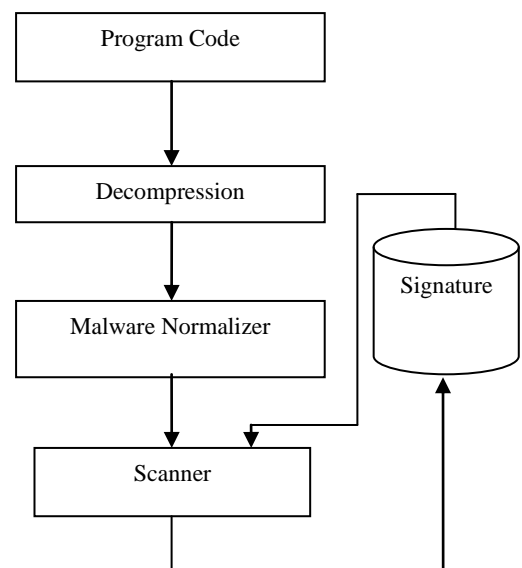 Program Code
Decompression
Signature
Malware Normalizer
Scanner